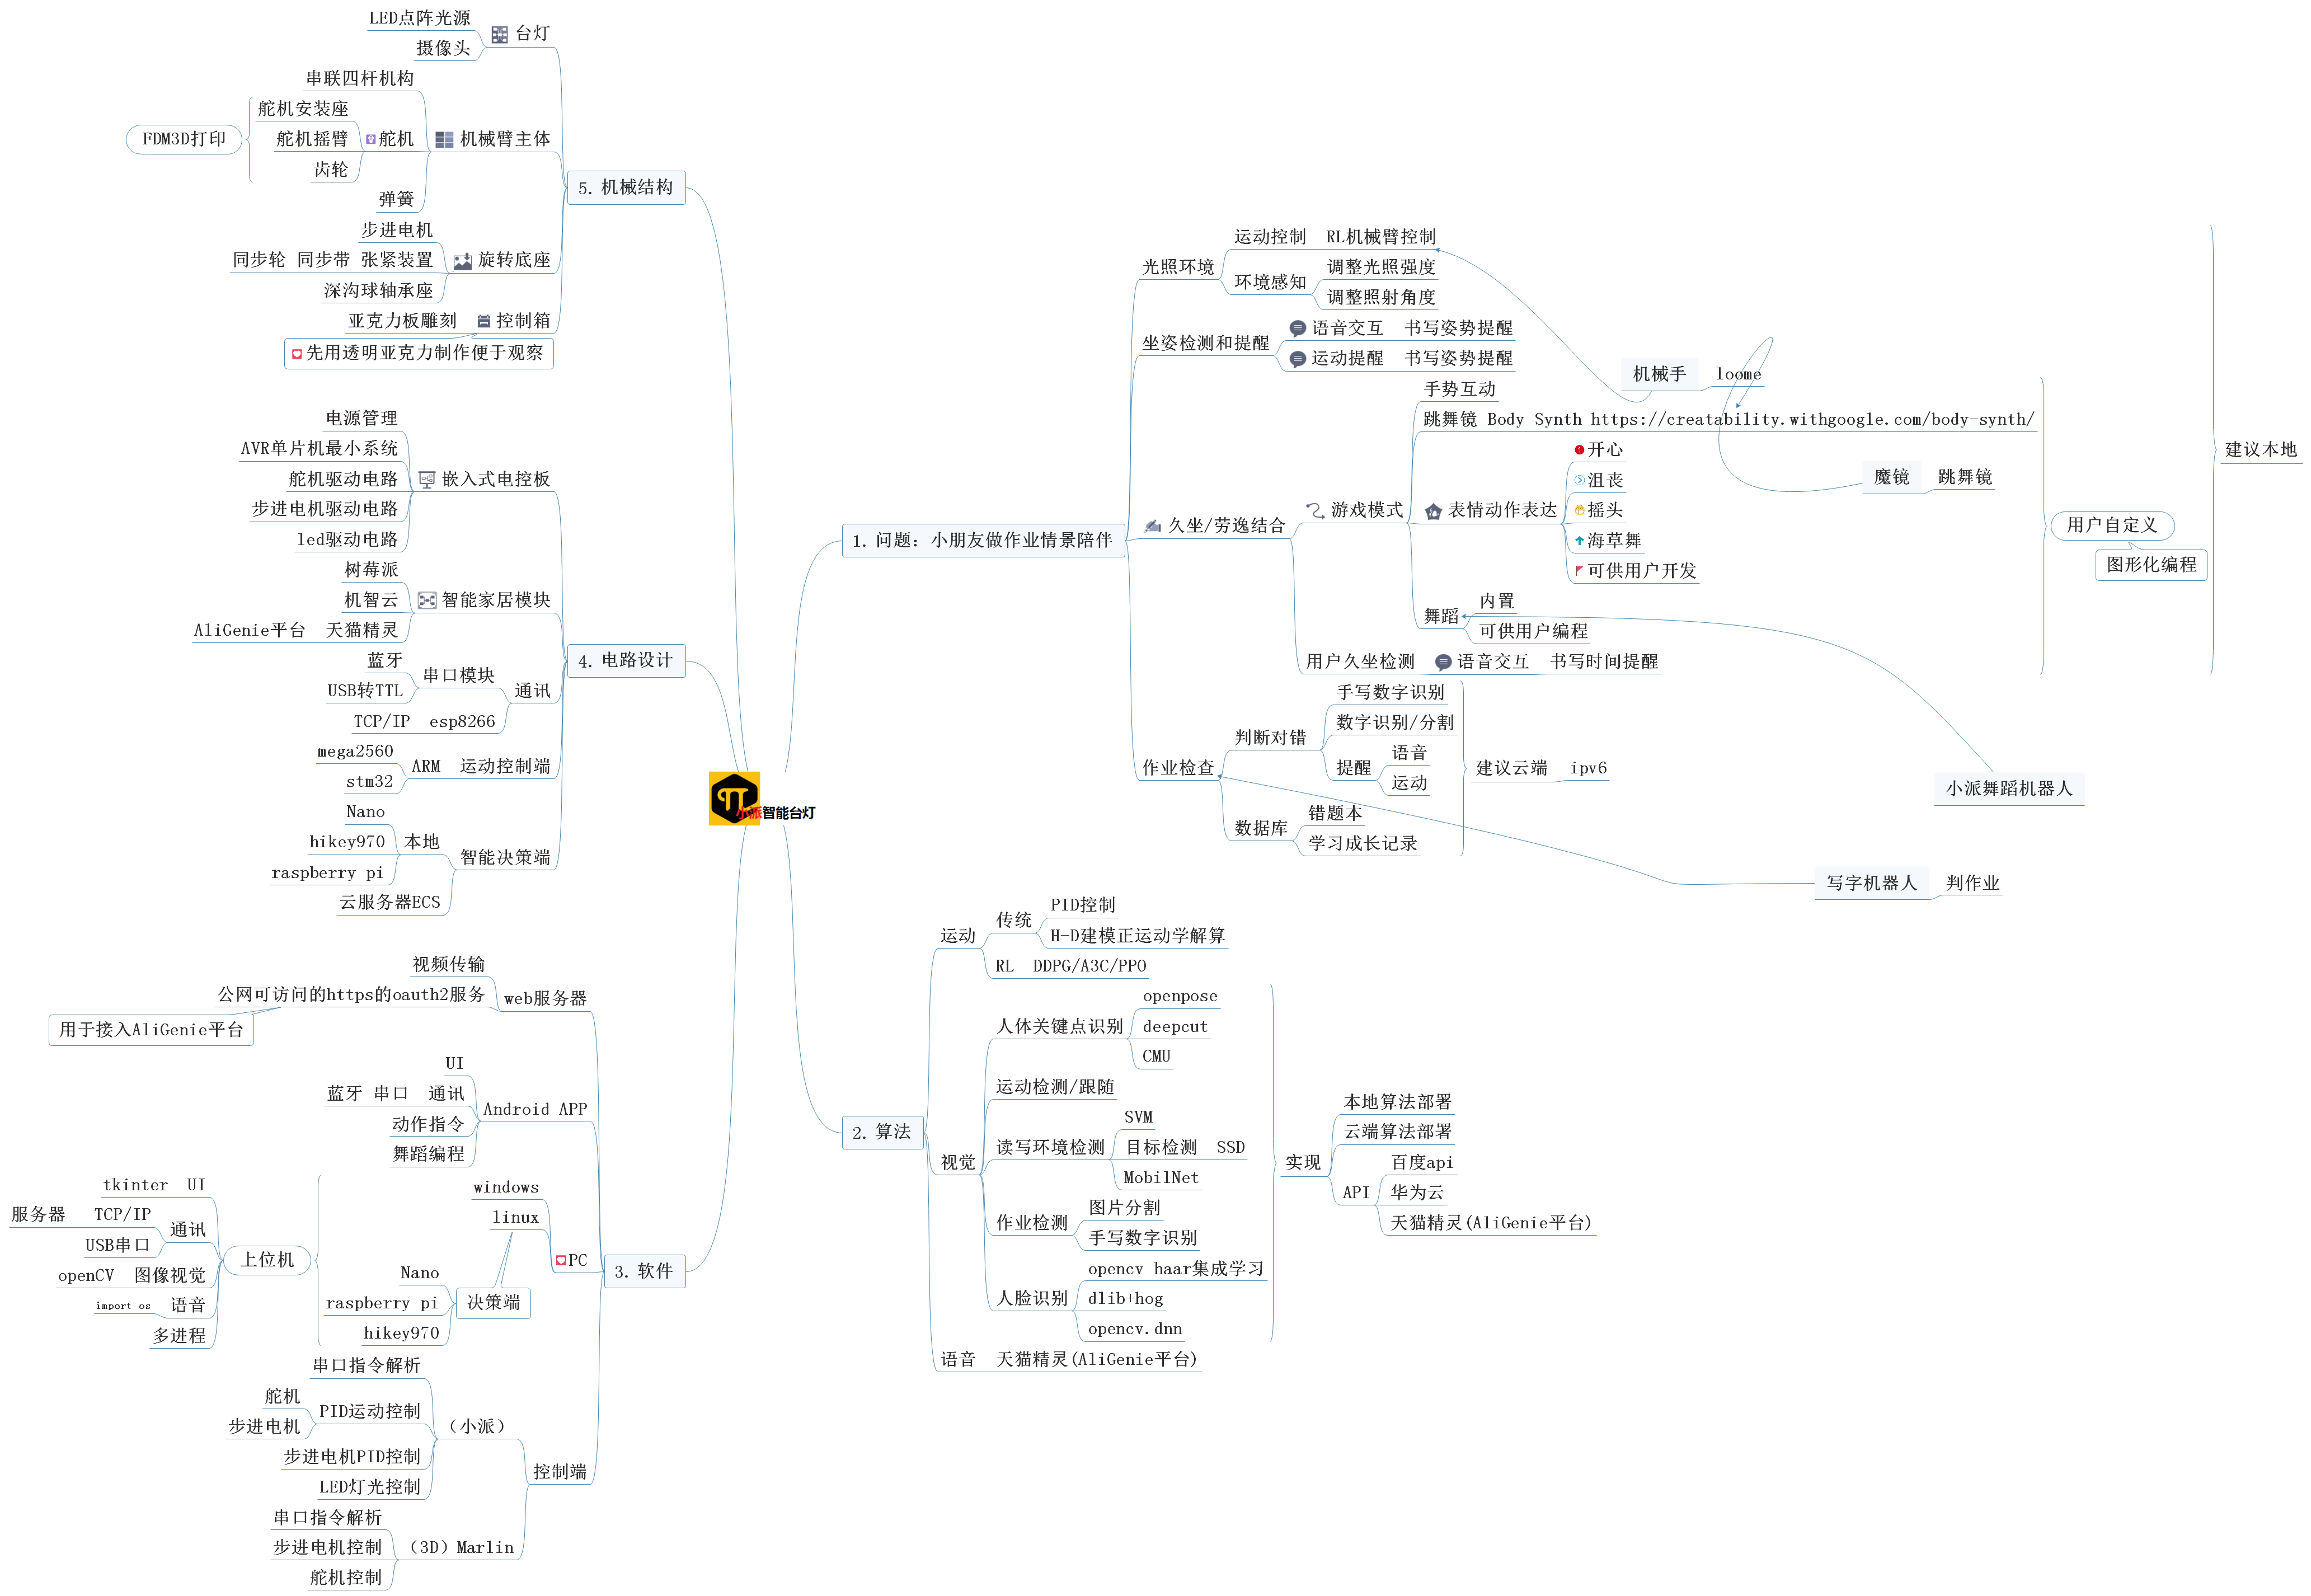 小派智能台灯
1. 问题：小朋友做作业情景陪伴
光照环境
运动控制 RL机械臂控制
环境感知
调整光照强度
调整照射角度
坐姿检测和提醒
语音交互 书写姿势提醒
运动提醒 书写姿势提醒
久坐/劳逸结合
游戏模式
手势互动
跳舞镜 Body Synth https://creatability.withgoogle.com/body-synth/
表情动作表达
开心
沮丧
摇头
海草舞
可供用户开发
舞蹈
内置
可供用户编程
用户久坐检测 语音交互 书写时间提醒
作业检查
判断对错
手写数字识别
数字识别/分割
提醒
语音
运动
数据库
错题本
学习成长记录
建议云端 ipv6
用户自定义
图形化编程
建议本地
机械手 loome
魔镜 跳舞镜
小派舞蹈机器人
写字机器人 判作业
2. 算法
运动
传统
PID控制
H-D建模正运动学解算
RL DDPG/A3C/PPO
视觉
人体关键点识别
openpose
deepcut
CMU
运动检测/跟随
读写环境检测
SVM
目标检测 SSD
MobilNet
作业检测
图片分割
手写数字识别
人脸识别
opencv haar集成学习
dlib+hog
opencv.dnn
实现
本地算法部署
云端算法部署
API
百度api
华为云
天猫精灵(AliGenie平台)
语音 天猫精灵(AliGenie平台)
3. 软件
web服务器
视频传输
公网可访问的https的oauth2服务
用于接入AliGenie平台
Android APP
UI
蓝牙 串口 通讯
动作指令
舞蹈编程
PC
windows
linux
决策端
Nano
raspberry pi
hikey970
上位机
tkinter UI
通讯
服务器 TCP/IP
USB串口
openCV 图像视觉
import os 语音
多进程
控制端
（小派）
串口指令解析
PID运动控制
舵机
步进电机
步进电机PID控制
LED灯光控制
（3D）Marlin
串口指令解析
步进电机控制
舵机控制
4. 电路设计
嵌入式电控板
电源管理
AVR单片机最小系统
舵机驱动电路
步进电机驱动电路
led驱动电路
智能家居模块
树莓派
机智云
AliGenie平台 天猫精灵
通讯
串口模块
蓝牙
USB转TTL
TCP/IP esp8266
ARM 运动控制端
mega2560
stm32
智能决策端
本地
Nano
hikey970
raspberry pi
云服务器ECS
5. 机械结构
台灯
LED点阵光源
摄像头
机械臂主体
串联四杆机构
舵机
舵机安装座
舵机摇臂
齿轮
弹簧
FDM3D打印
旋转底座
步进电机
同步轮 同步带 张紧装置
深沟球轴承座
亚克力板雕刻 控制箱
先用透明亚克力制作便于观察